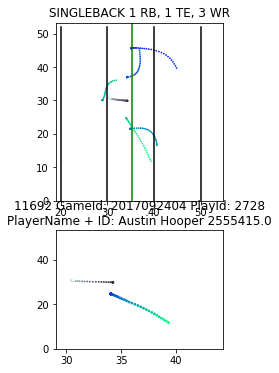 SINGLEBACK 1 RB, 1 TE, 3 WR
50
40
30
20
10
0
20 30 40 50
11692 GameId: 2017092404 PlayId: 2728
PlayerName + ID: Austin Hooper 2555415.0
40
20
0
30 35 40